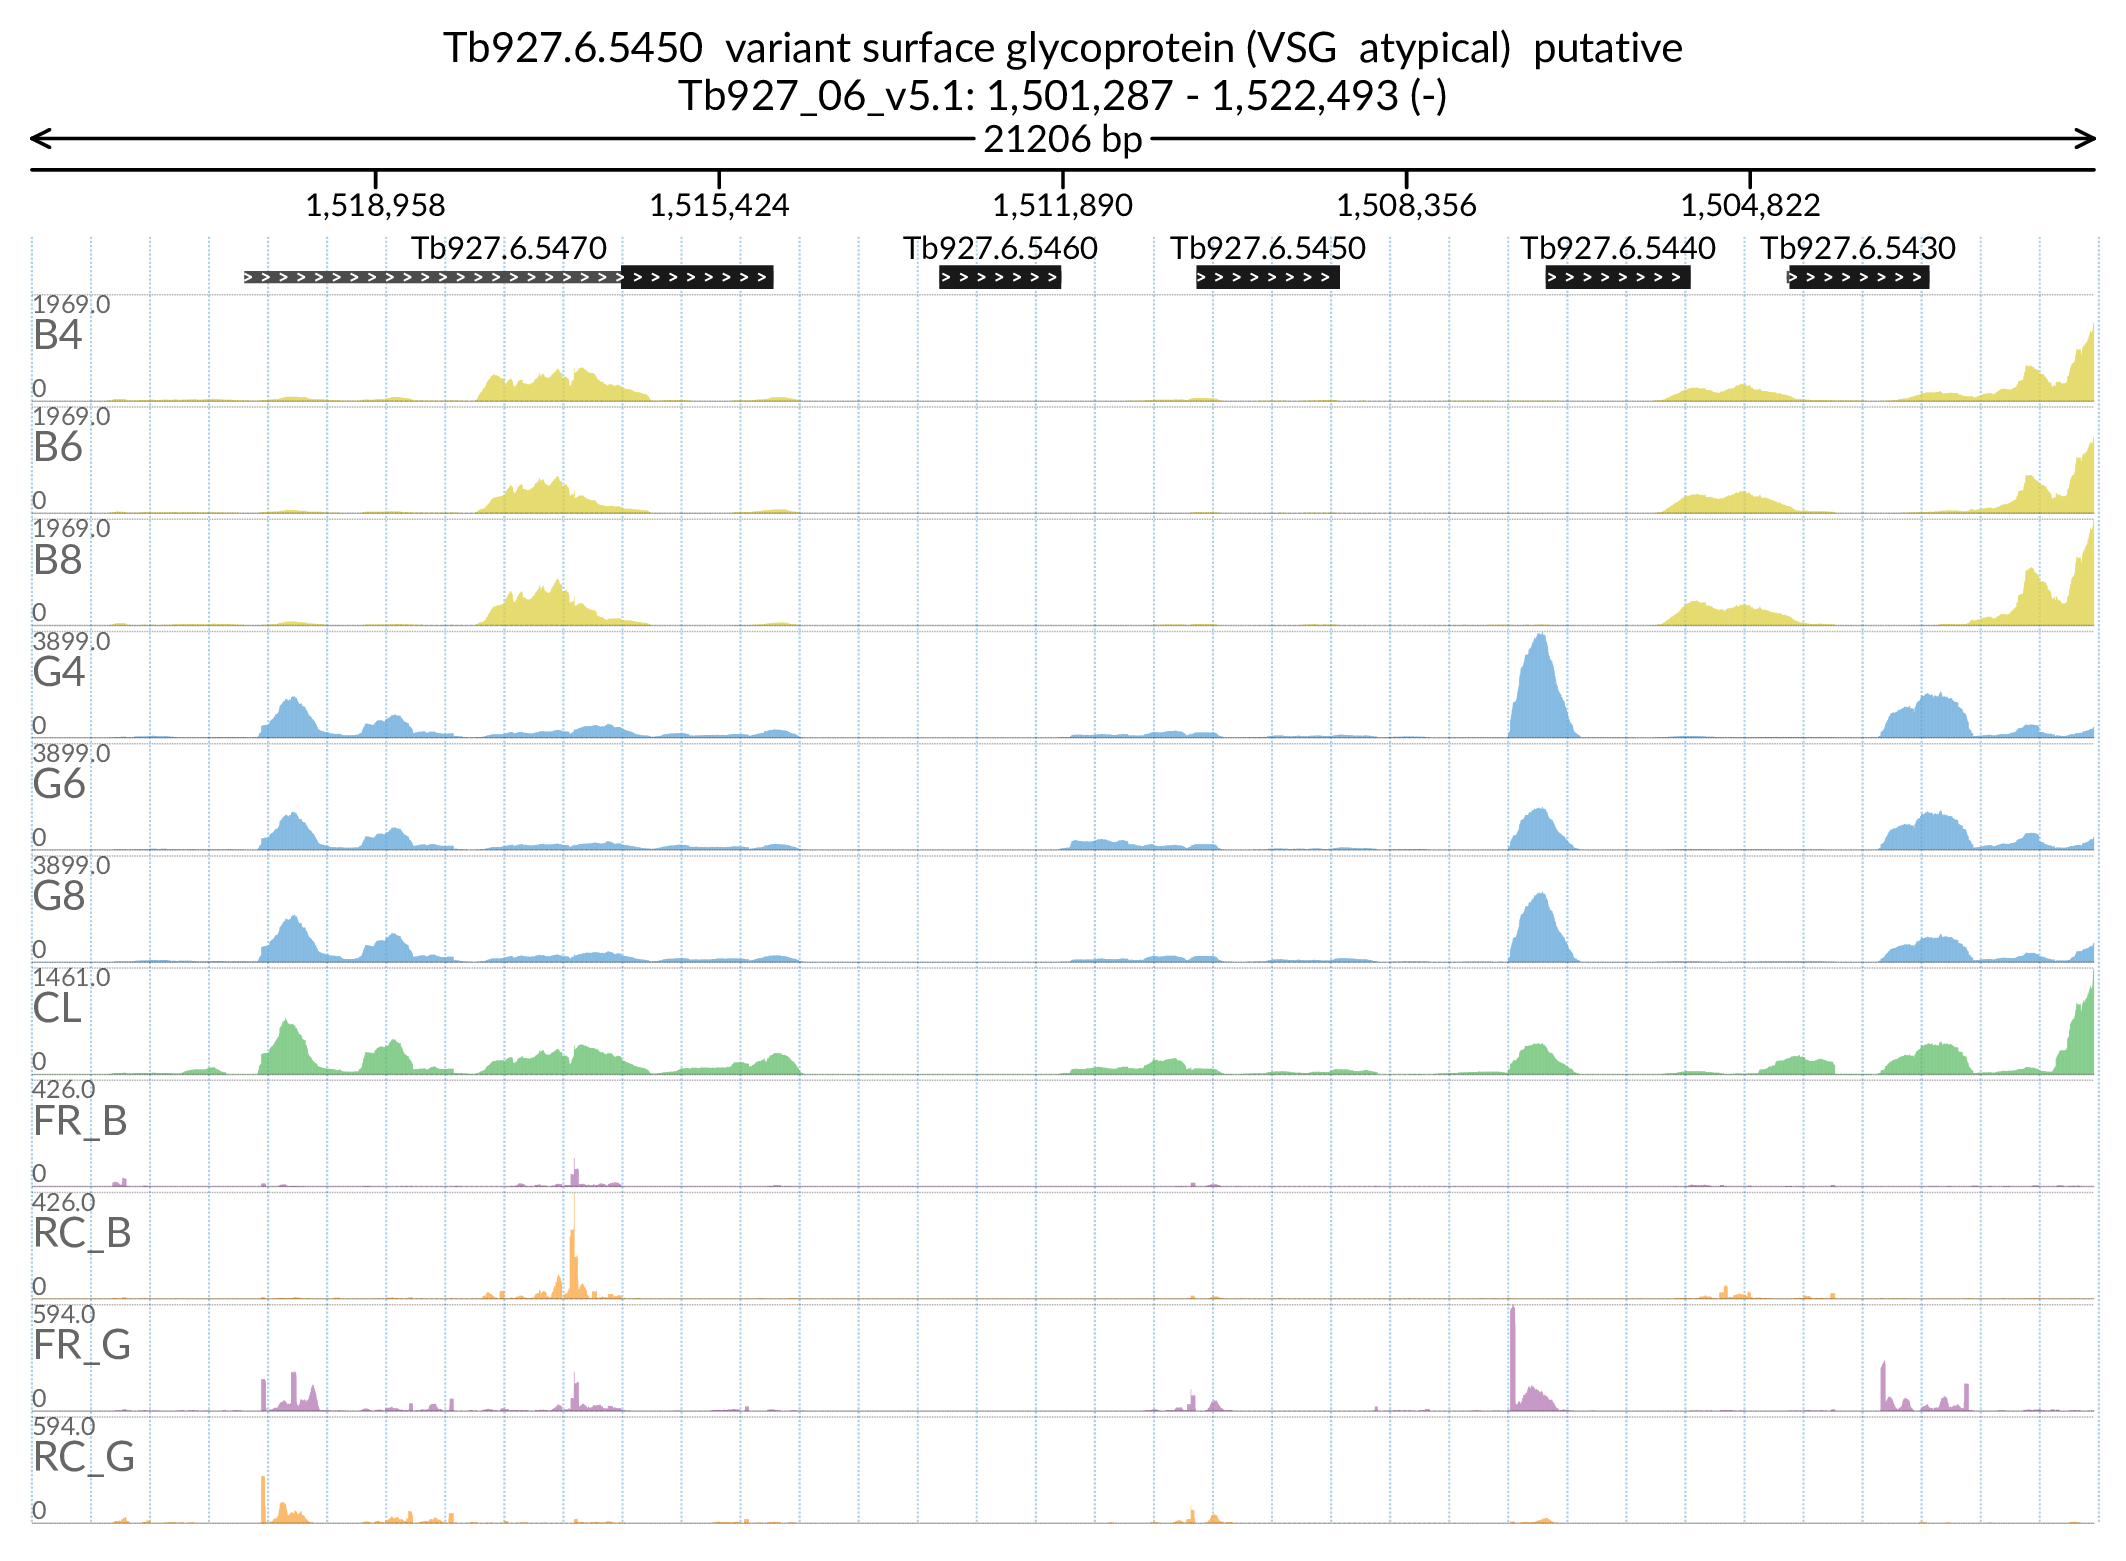 Tb927.6.5450 variant surface glycoprotein (VSG atypical) putative
Tb927_06_v5.1: 1,501,287 - 1,522,493 (-)
21206 bp
1,518,958 1,515,424 1,511,890 1,508,356 1,504,822
Tb927.6.5470 Tb927.6.5460 Tb927.6.5450 Tb927.6.5440 Tb927.6.5430
1969.0
B4
0
1969.0
B6
0
1969.0
B8
0
3899.0
G4
0
3899.0
G6
0
3899.0
G8
0
1461.0
CL
0
426.0
FR_B
0
426.0
RC_B
0
594.0
FR_G
0
594.0
RC_G
0